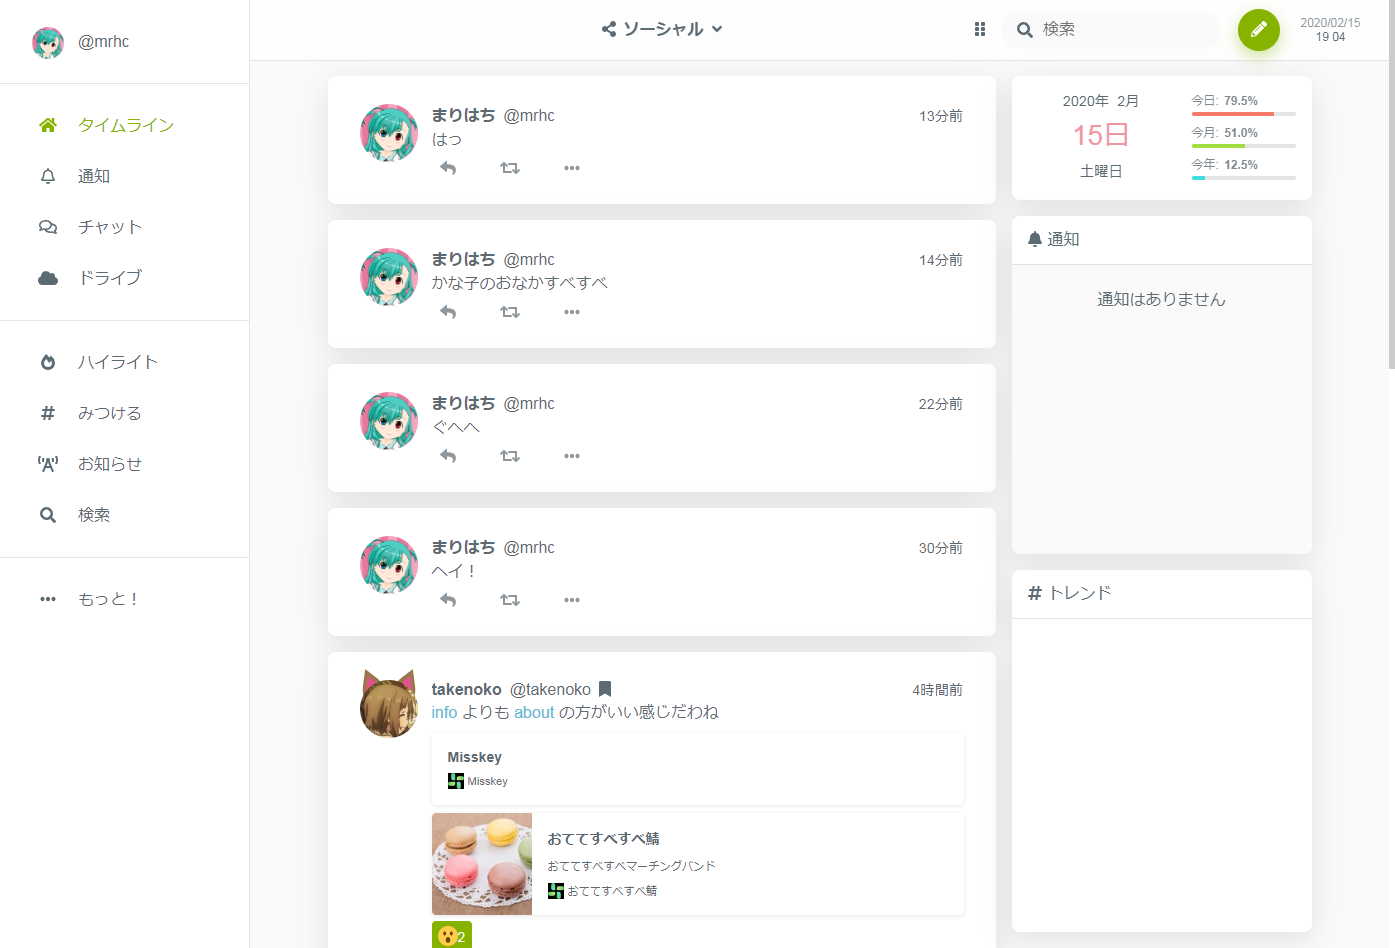 @mrhc
タイムライン
通知
チャット
ドライブ
ハイライト
みつける
お知らせ
検索
もっと！
ソーシャル
検索
2020/02/15
19 04
まりはち @mrhc 13分前
はっ
まりはち @mrhc 14分前
かな子のおなかすべすべ
まりはち @mrhc 22分前
ぐへへ
まりはち @mrhc 30分前
ヘイ！
takenoko @takenoko 4時間前
info よりも about の方がいい感じだわね
Misskey
Misskey
おててすべすべ鯖
おててすべすべマーチングバンド
おててすべすべ鯖
2
2020年 2月
15日
土曜日
今日: 79.5%
今月: 51.0%
今年: 12.5%
通知
通知はありません
# トレンド